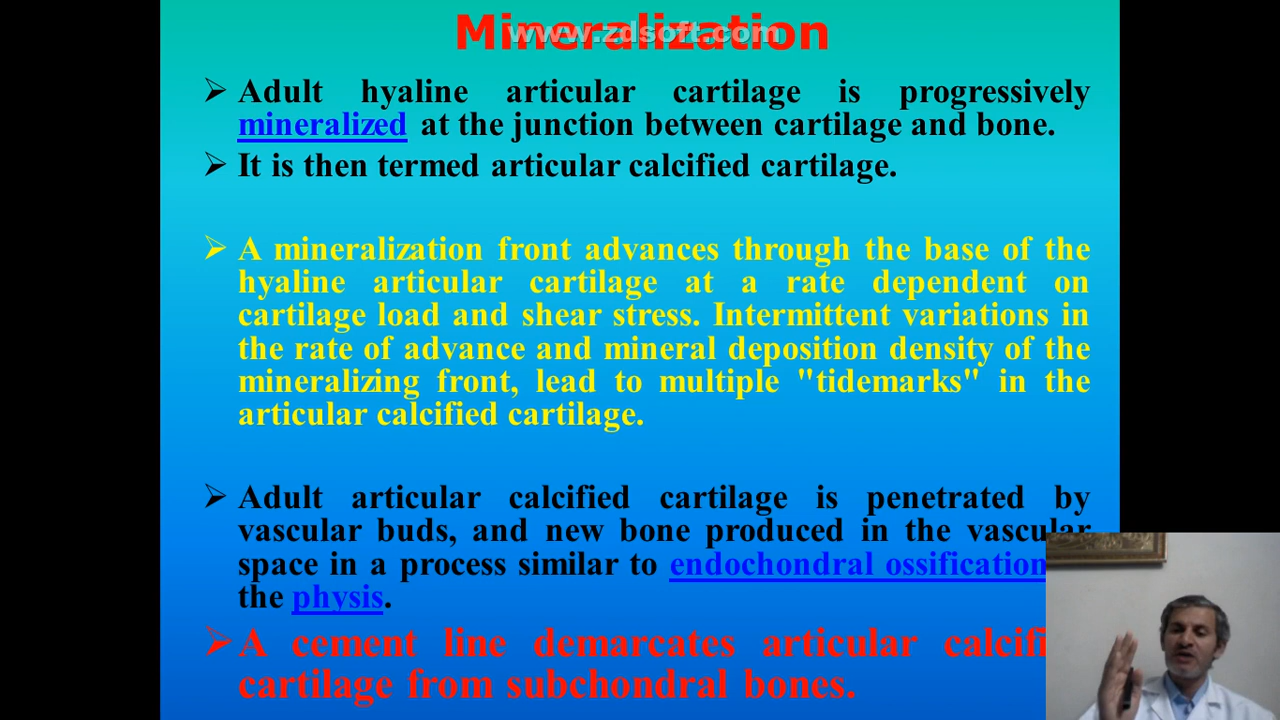 Mineralization
www.zdsoft.com
➢ Adult hyaline articular cartilage is progressively
mineralized at the junction between cartilage and bone.
➢ It is then termed articular calcified cartilage.
➢ A mineralization front advances through the base of the
hyaline articular cartilage at a rate dependent on
cartilage load and shear stress. Intermittent variations in
the rate of advance and mineral deposition density of the
mineralizing front, lead to multiple "tidemarks" in the
articular calcified cartilage.
➢ Adult articular calcified cartilage is penetrated by
vascular buds, and new bone produced in the vascular
space in a process similar to endochondral ossification
the physis.
➢ A cement line demarcates articular
cartilage from subchondral bones.